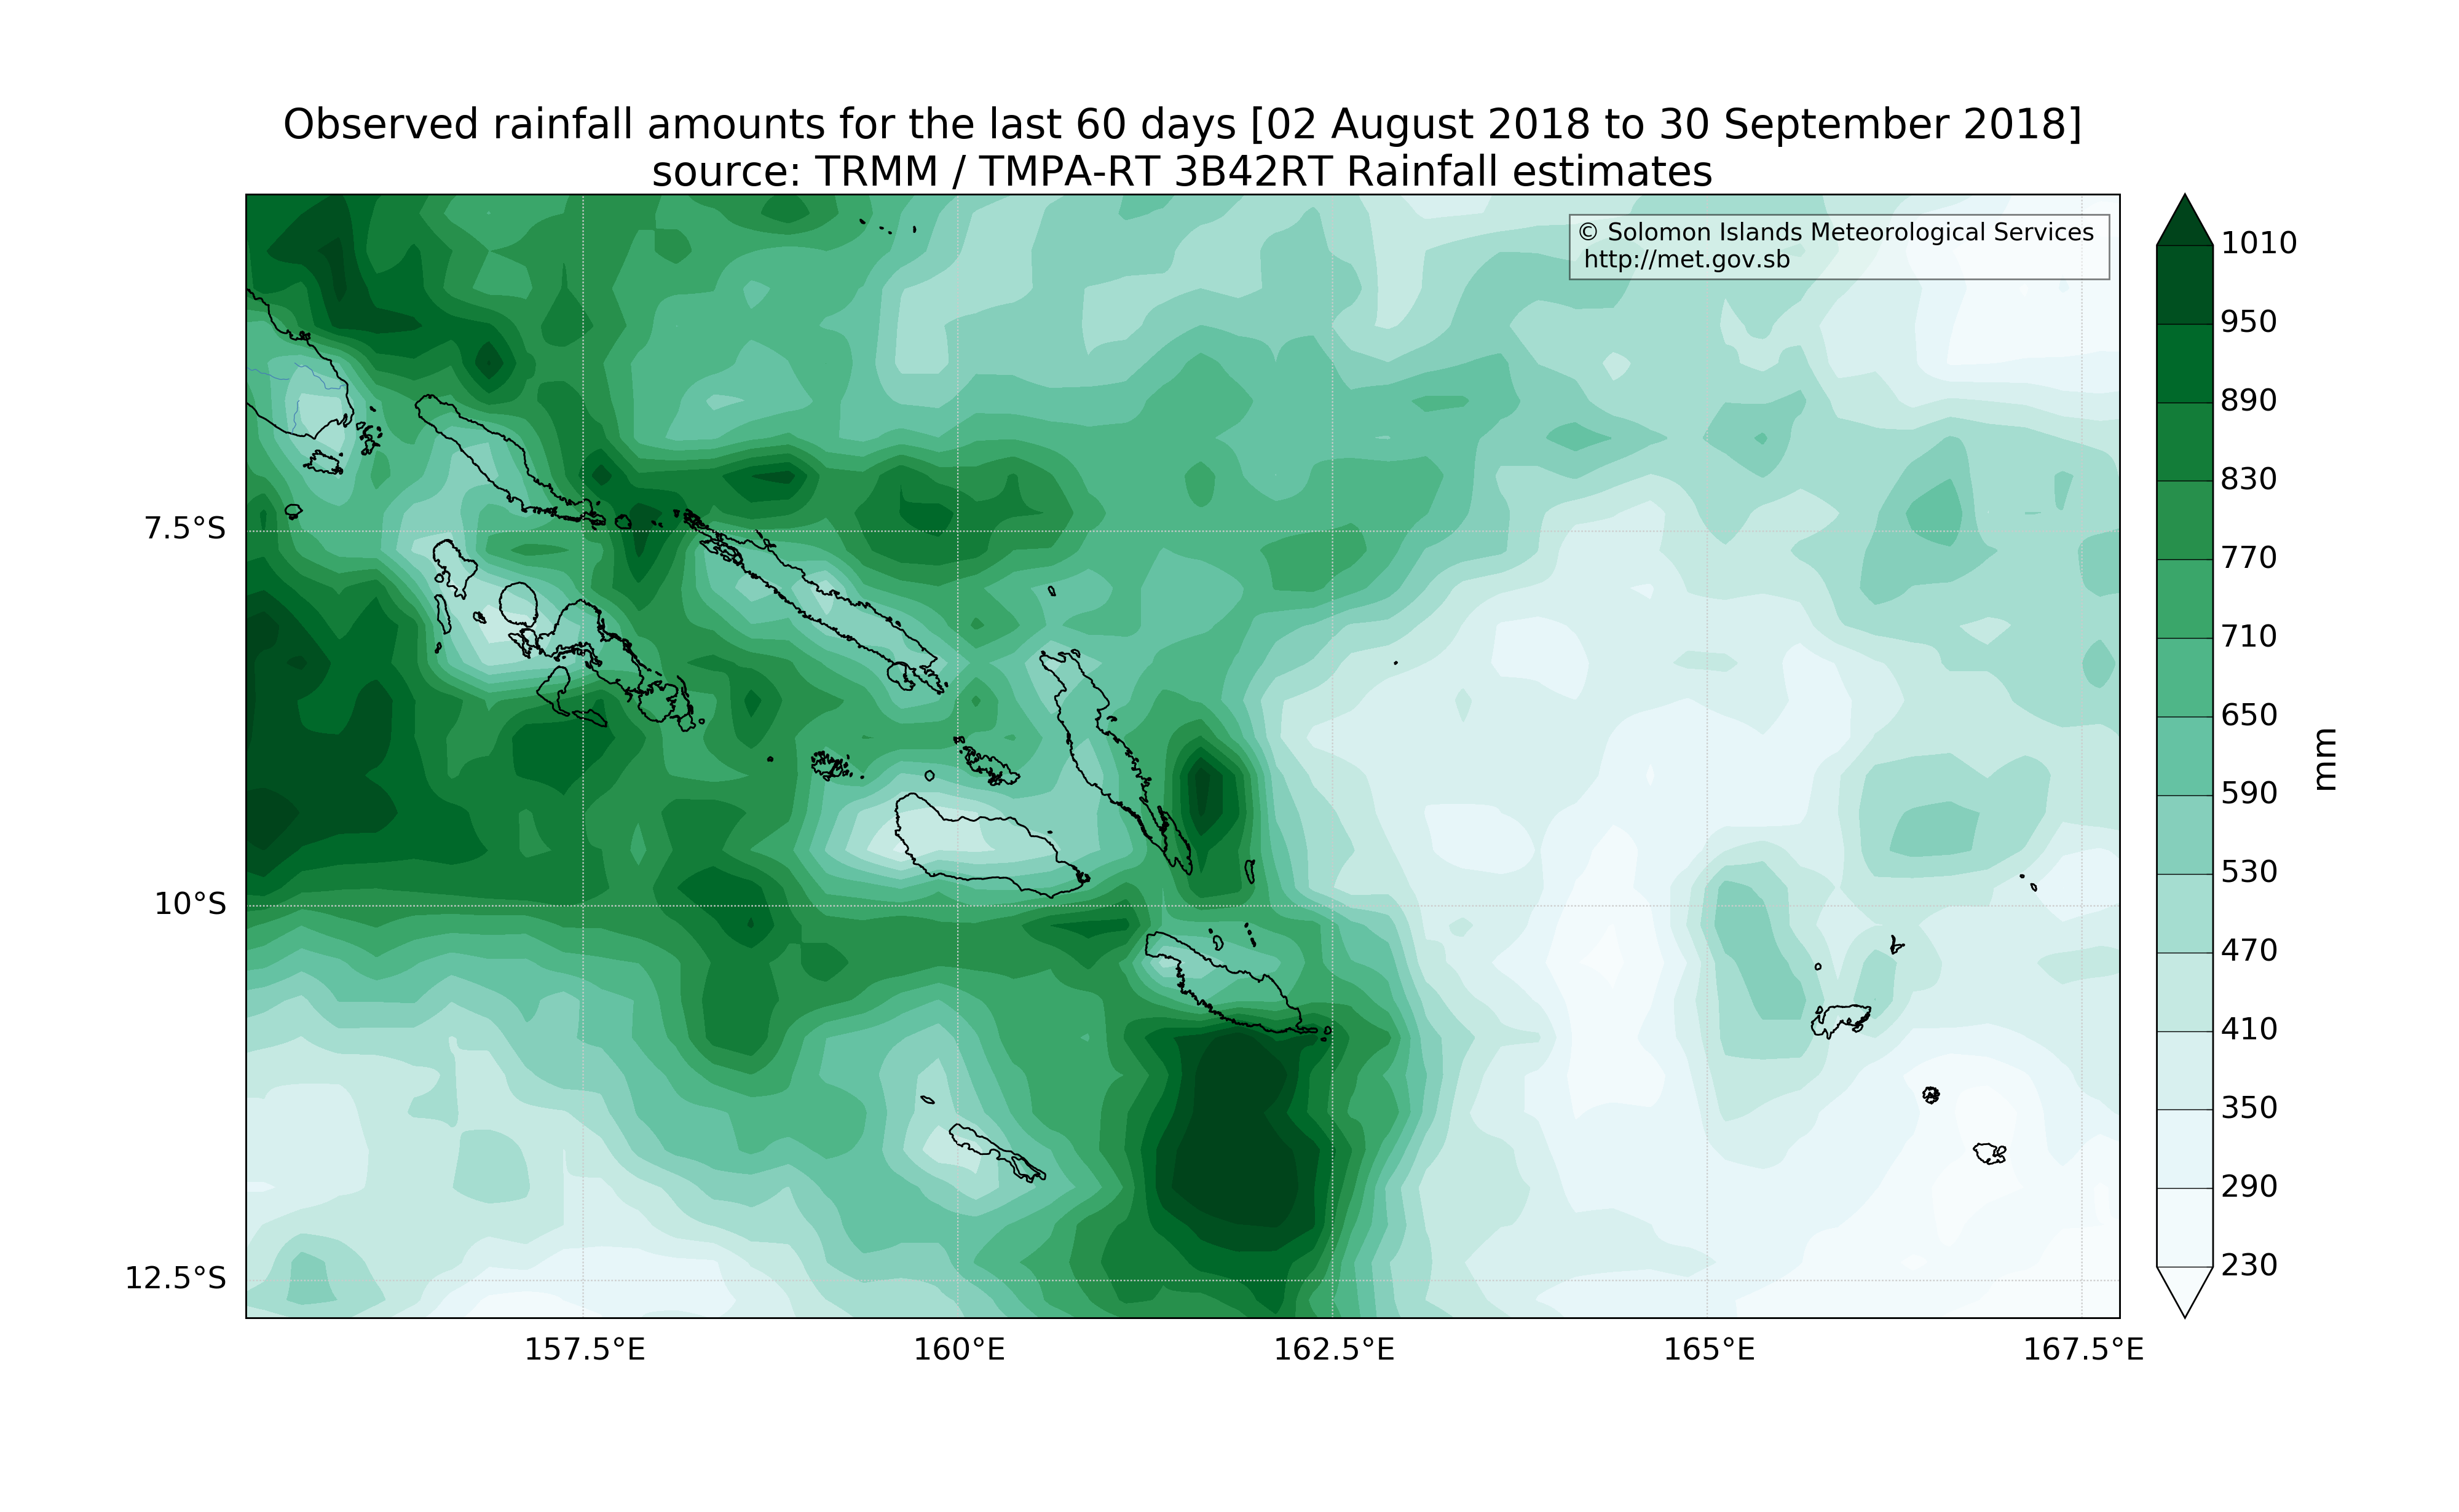 Observed rainfall amounts for the last 60 days [02 August 2018 to 30 September 2018]
source: TRMM / TMPA-RT 3B42RT Rainfall estimates
© Solomon Islands Meteorological Services
http://met.gov.sb
7.5°S
10°S
12.5°S
157.5°E
160°E
162.5°E
165°E
167.5°E
1010
950
890
830
770
710
650
590
530
470
410
350
290
230
mm